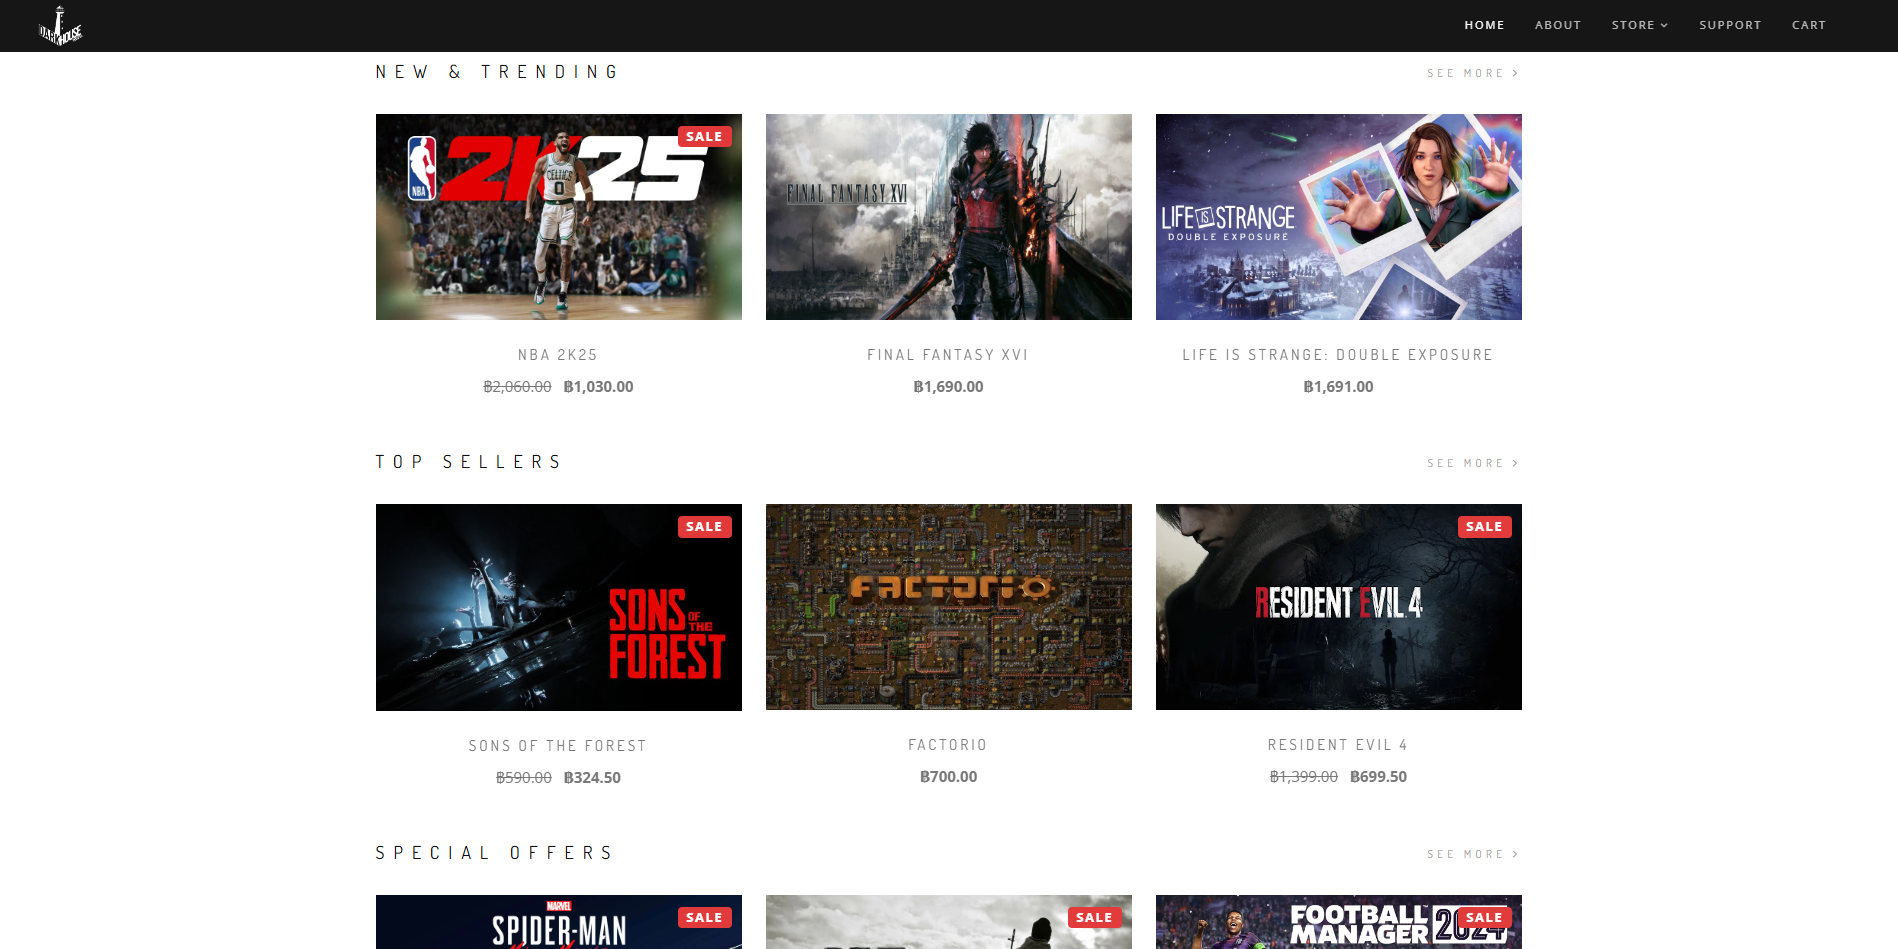 DARK HOUSE
HOME ABOUT STORE SUPPORT CART
NEW & TRENDING
SEE MORE >
NBA
2K25
CELTICS
0
SALE
FINAL FANTASY XVI
LIFE IS STRANGE
DOUBLE EXPOSURE
NBA 2K25
฿2,060.00 ฿1,030.00
FINAL FANTASY XVI
฿1,690.00
LIFE IS STRANGE: DOUBLE EXPOSURE
฿1,691.00
TOP SELLERS
SEE MORE >
SALE
SONS OF THE FOREST
FACTORIO
SALE
RESIDENT EVIL 4
SONS OF THE FOREST
฿590.00 ฿324.50
FACTORIO
฿700.00
RESIDENT EVIL 4
฿1,399.00 ฿699.50
SPECIAL OFFERS
SEE MORE >
MARVEL
SPIDER-MAN
SALE
SALE
FOOTBALL
MANAGER 2024
SALE